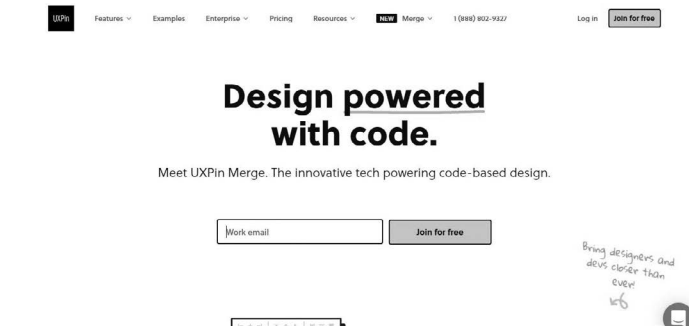 UXPin Features Examples Enterprise Pricing Resources NEW Merge 1 (888) 802-9327 Log in Join for free
Design powered
with code.
Meet UXPin Merge. The innovative tech powering code-based design.
Work email Join for free
Bring designers and
devs closer than
ever!